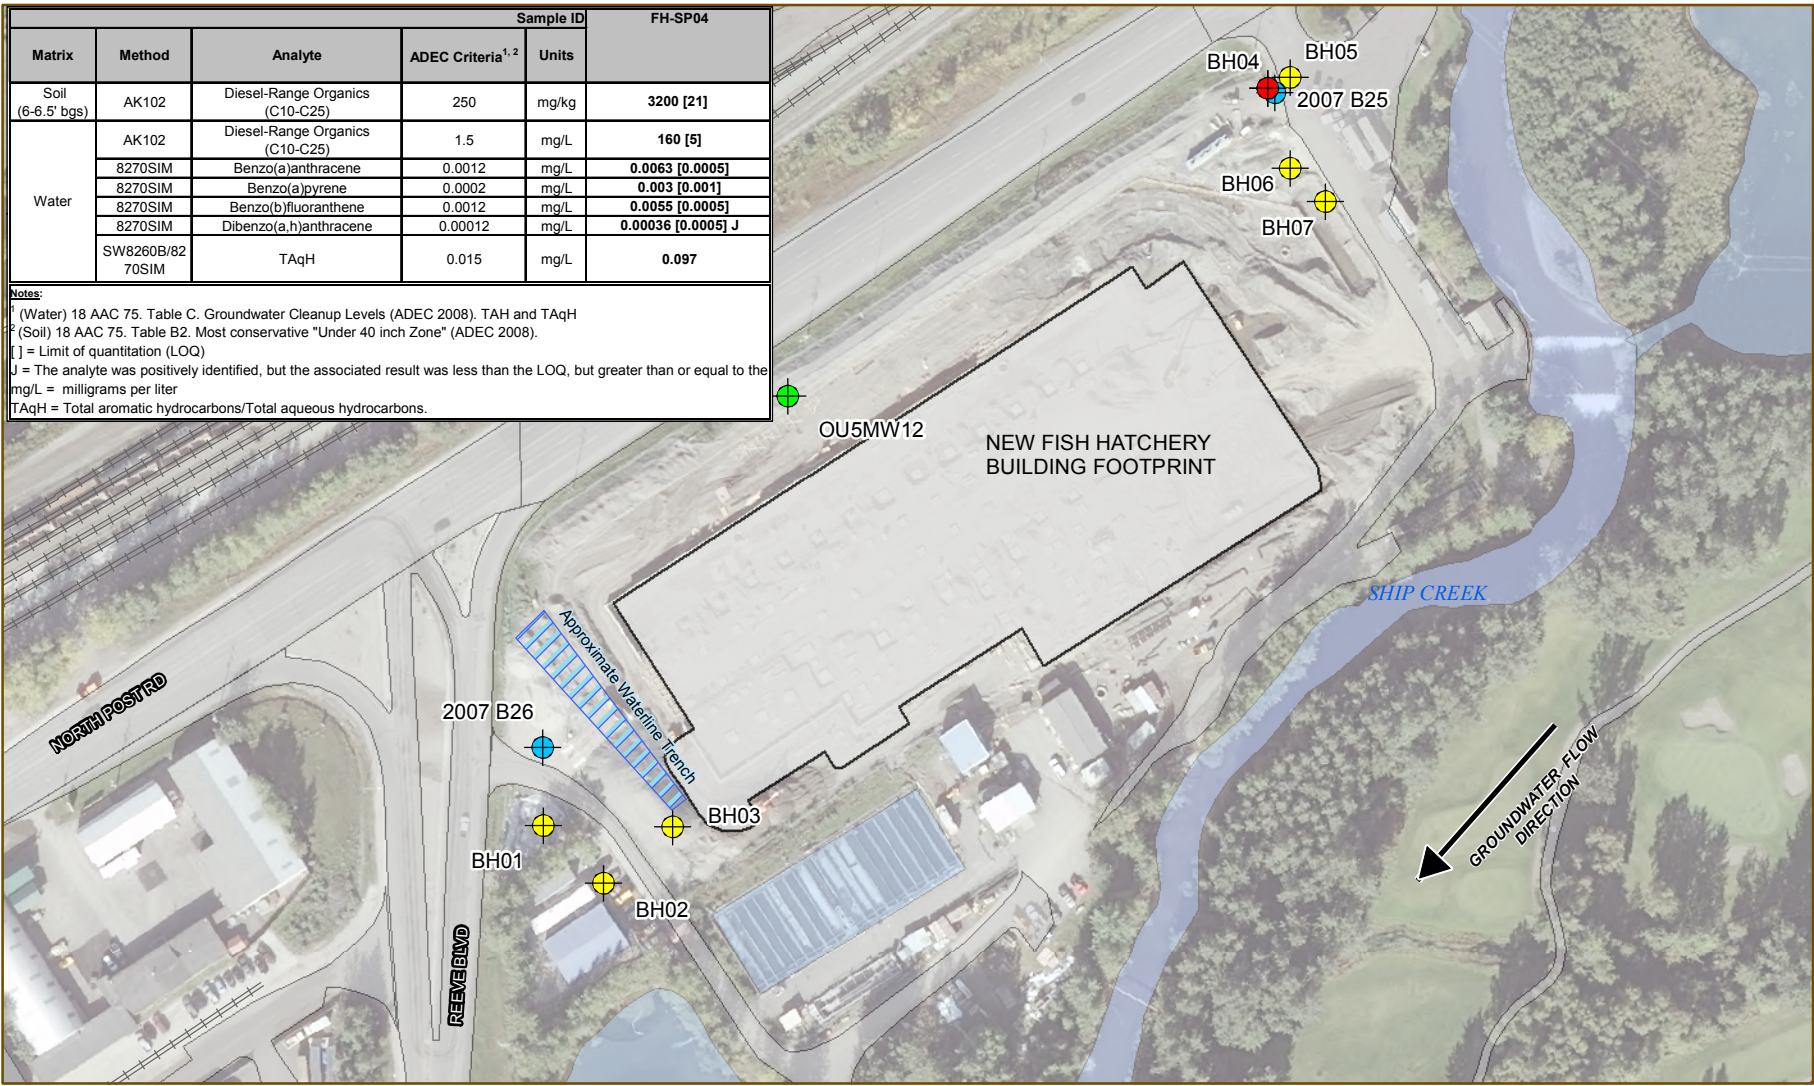 Sample ID FH-SP04
Matrix Method Analyte ADEC Criteria1, 2 Units
Soil
(6-6.5' bgs) AK102 Diesel-Range Organics
(C10-C25) 250 mg/kg 3200 [21]
Water
AK102 Diesel-Range Organics
(C10-C25) 1.5 mg/L 160 [5]
8270SIM Benzo(a)anthracene 0.0012 mg/L 0.0063 [0.0005]
8270SIM Benzo(a)pyrene 0.0002 mg/L 0.003 [0.001]
8270SIM Benzo(b)fluoranthene 0.0012 mg/L 0.0055 [0.0005]
8270SIM Dibenzo(a,h)anthracene 0.00012 mg/L 0.00036 [0.0005] J
SW8260B/82
70SIM TAqH 0.015 mg/L 0.097
Notes:
1 (Water) 18 AAC 75. Table C. Groundwater Cleanup Levels (ADEC 2008). TAH and TAqH
2 (Soil) 18 AAC 75. Table B2. Most conservative "Under 40 inch Zone" (ADEC 2008).
[ ] = Limit of quantitation (LOQ)
J = The analyte was positively identified, but the associated result was less than the LOQ, but greater than or equal to the
mg/L = milligrams per liter
TAqH = Total aromatic hydrocarbons/Total aqueous hydrocarbons.
BH05
BH04
2007 B25
BH06
BH07
OU5MW12
NEW FISH HATCHERY
BUILDING FOOTPRINT
SHIP CREEK
Approximate Waterline Trench
NORTH POST RD
2007 B26
BH03
BH01
BH02
REEVE BLVD
GROUNDWATER FLOW
DIRECTION